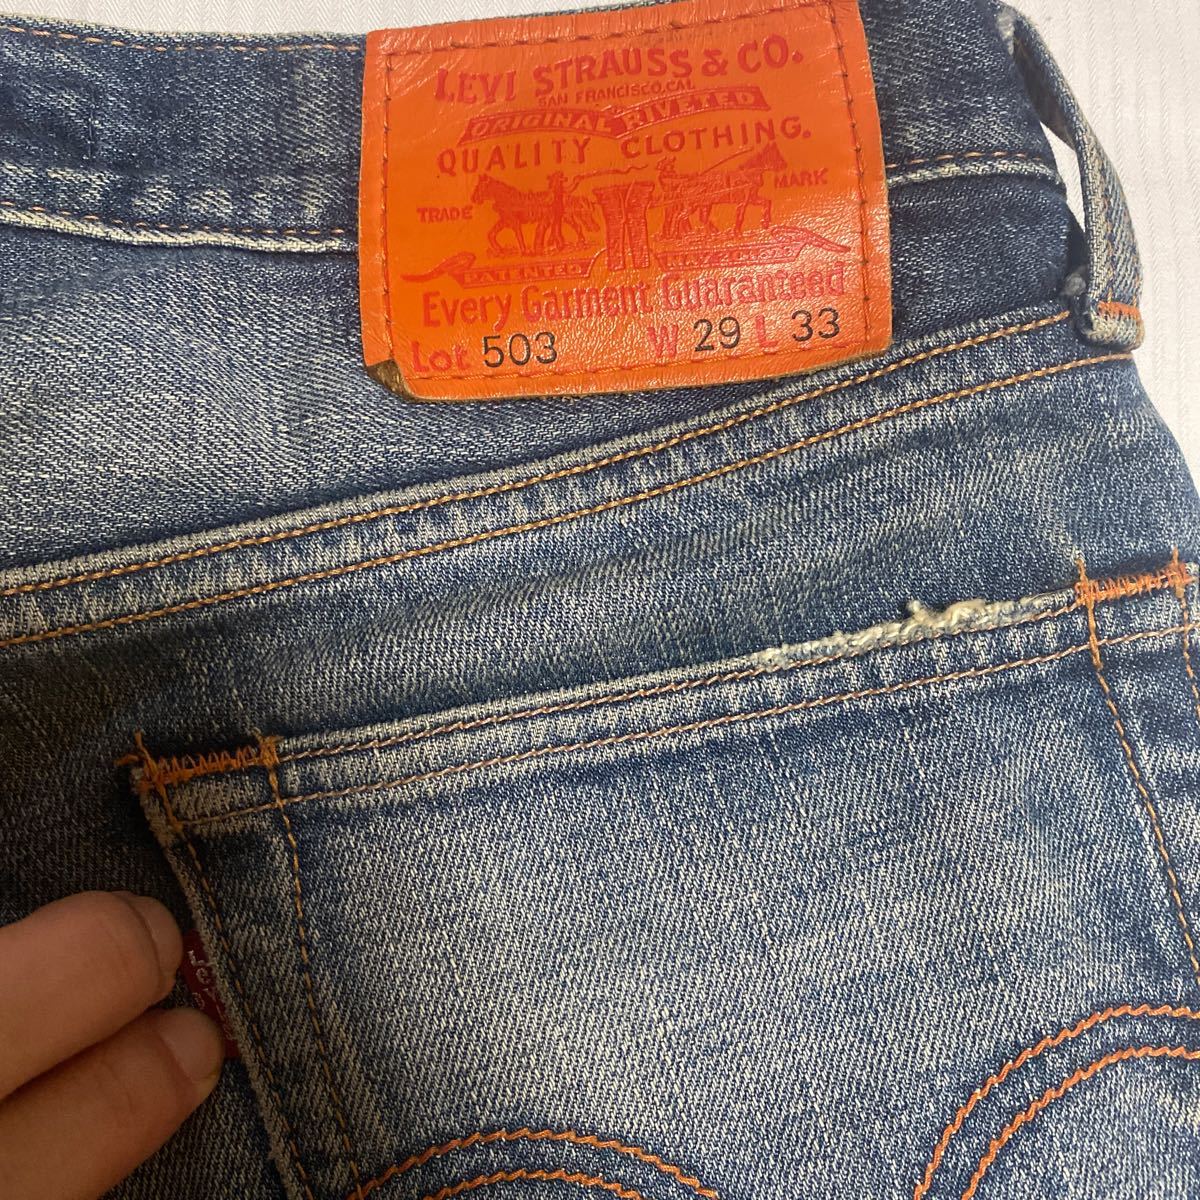 LEVI STRAUSS & CO.
SAN FRANCISCO, CAL
ORIGINAL RIVETED
QUALITY CLOTHING.
TRADE MARK
PATENTED MAY
Every Garment Guaranteed
Lot 503 W 29 L 33